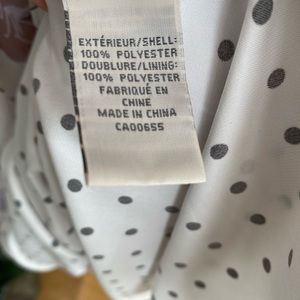 EXTÉRIEUR/SHELL:
100% POLYESTER
DOUBLURE/LINING:
100% POLYESTER
FABRIQUÉ EN
CHINE
MADE IN CHINA
CA00655